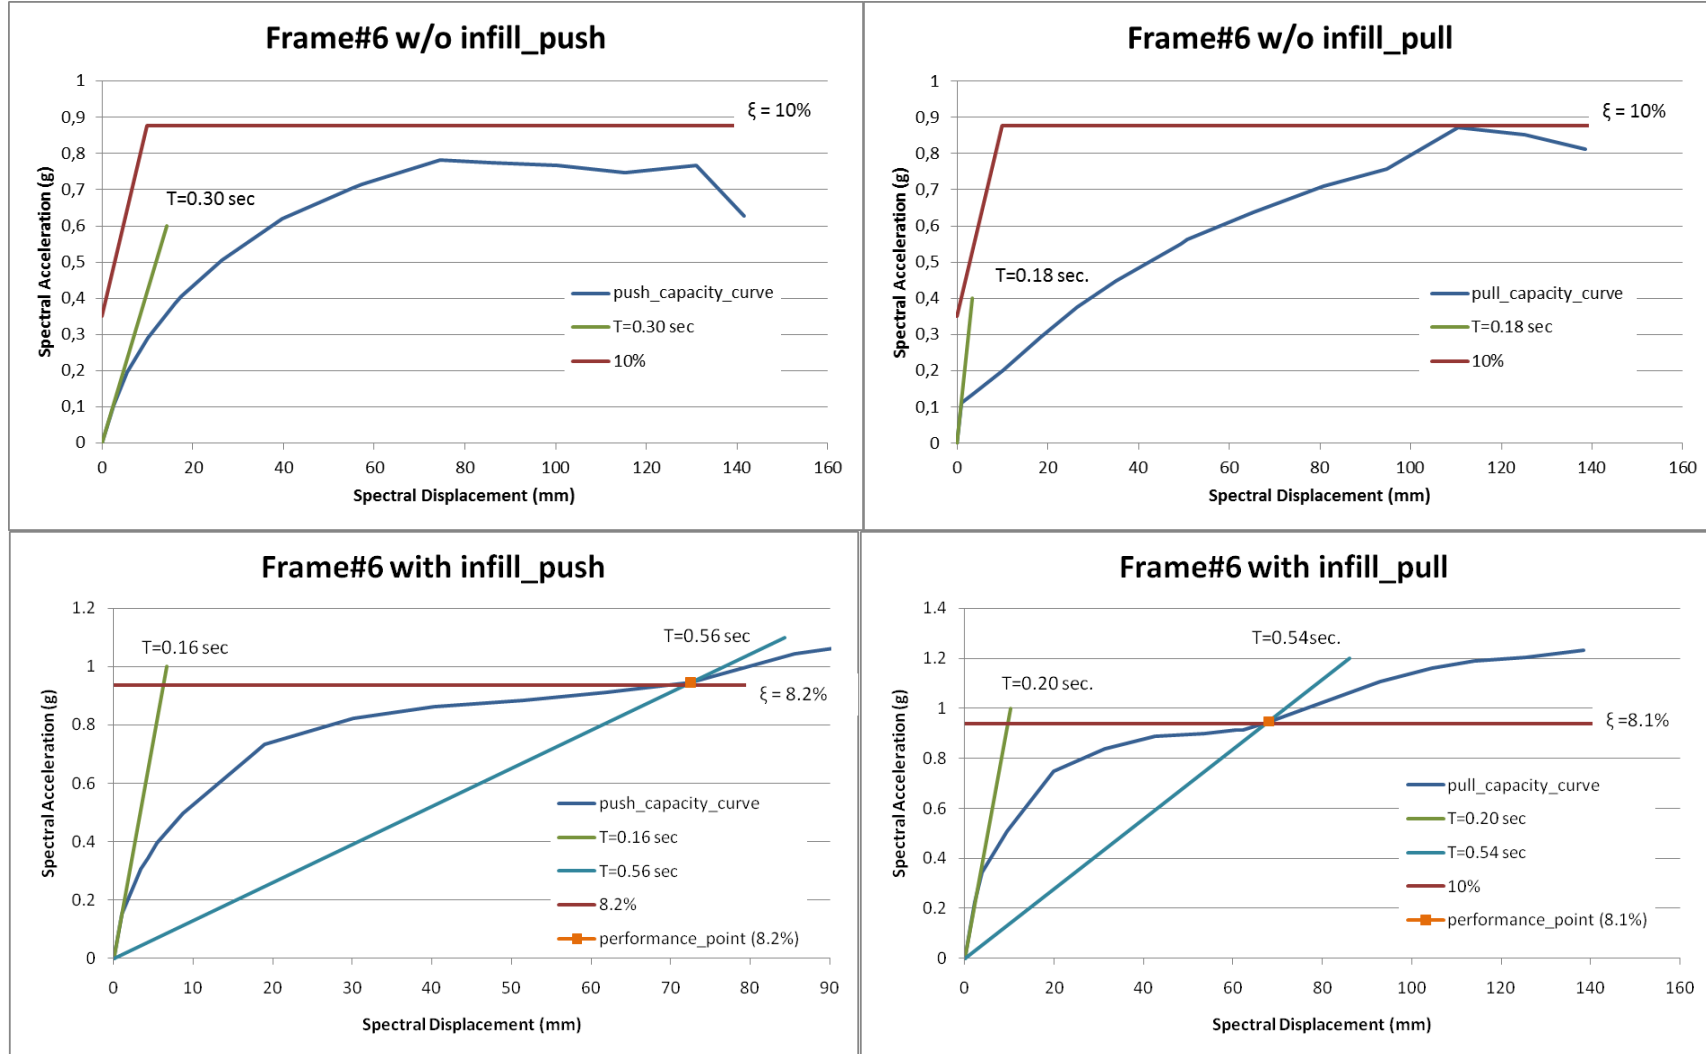 Frame#6 w/o infill_push
1
0,9
0,8
0,7
0,6
0,5
0,4
0,3
0,2
0,1
0
Spectral Acceleration (g)
ξ = 10%
T=0.30 sec
push_capacity_curve
T=0.30 sec
10%
0 20 40 60 80 100 120 140 160
Spectral Displacement (mm)
Frame#6 w/o infill_pull
1
0,9
0,8
0,7
0,6
0,5
0,4
0,3
0,2
0,1
0
Spectral Acceleration (g)
ξ = 10%
T=0.18 sec.
pull_capacity_curve
T=0.18 sec
10%
0 20 40 60 80 100 120 140 160
Spectral Displacement (mm)
Frame#6 with infill_push
1.2
1
0.8
0.6
0.4
0.2
0
Spectral Acceleration (g)
T=0.16 sec
T=0.56 sec
ξ = 8.2%
push_capacity_curve
T=0.16 sec
T=0.56 sec
8.2%
performance_point (8.2%)
0 10 20 30 40 50 60 70 80 90
Spectral Displacement (mm)
Frame#6 with infill_pull
1.4
1.2
1
0.8
0.6
0.4
0.2
0
Spectral Acceleration (g)
T=0.54sec.
T=0.20 sec.
ξ =8.1%
pull_capacity_curve
T=0.20 sec
T=0.54 sec
10%
performance_point (8.1%)
0 20 40 60 80 100 120 140 160
Spectral Displacement (mm)